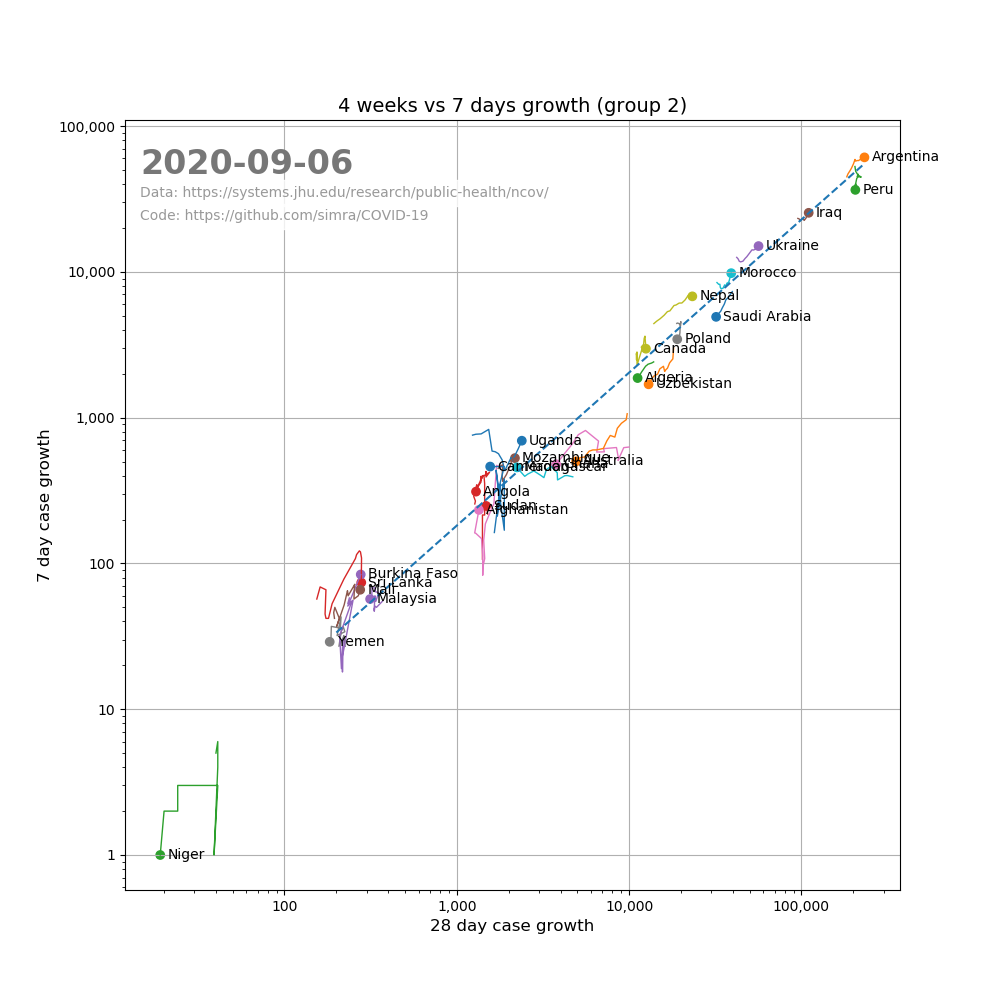 4 weeks vs 7 days growth (group 2)
100,000
2020-09-06
Argentina
Data: https://systems.jhu.edu/research/public-health/ncov/
Peru
Code: https://github.com/simra/COVID-19
Iraq
Ukraine
10,000
Morocco
Nepal
Saudi Arabia
Poland
Canada
Algeria
Uzbekistan
1,000
Uganda
Mozambique
Australia
Cameroon
Madagascar
Ghana
Angola
Sudan
Afghanistan
100
Burkina Faso
Sri Lanka
Mali
Malaysia
Yemen
10
Niger
1
7 day case growth
100
1,000
10,000
100,000
28 day case growth